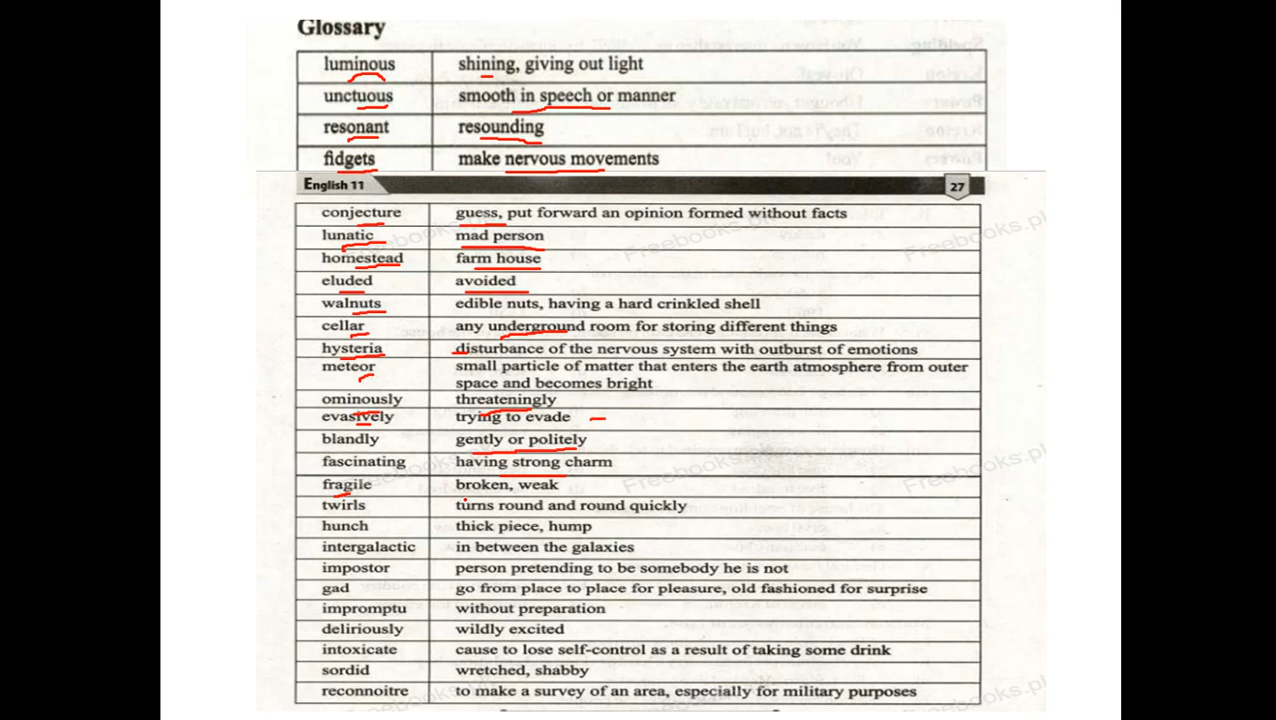 Glossary
luminous shining, giving out light
unctuous smooth in speech or manner
resonant resounding
fidgets make nervous movements
English 11 27
conjecture guess, put forward an opinion formed without facts
lunatic mad person
homestead farm house
eluded avoided
walnuts edible nuts, having a hard crinkled shell
cellar any underground room for storing different things
hysteria disturbance of the nervous system with outburst of emotions
meteor small particle of matter that enters the earth atmosphere from outer
space and becomes bright
ominously threateningly
evasively trying to evade
blandly gently or politely
fascinating having strong charm
fragile broken, weak
twirls turns round and round quickly
hunch thick piece, hump
intergalactic in between the galaxies
impostor person pretending to be somebody he is not
gad go from place to place for pleasure, old fashioned for surprise
impromptu without preparation
deliriously wildly excited
intoxicate cause to lose self-control as a result of taking some drink
sordid wretched, shabby
reconnoitre to make a survey of an area, especially for military purposes